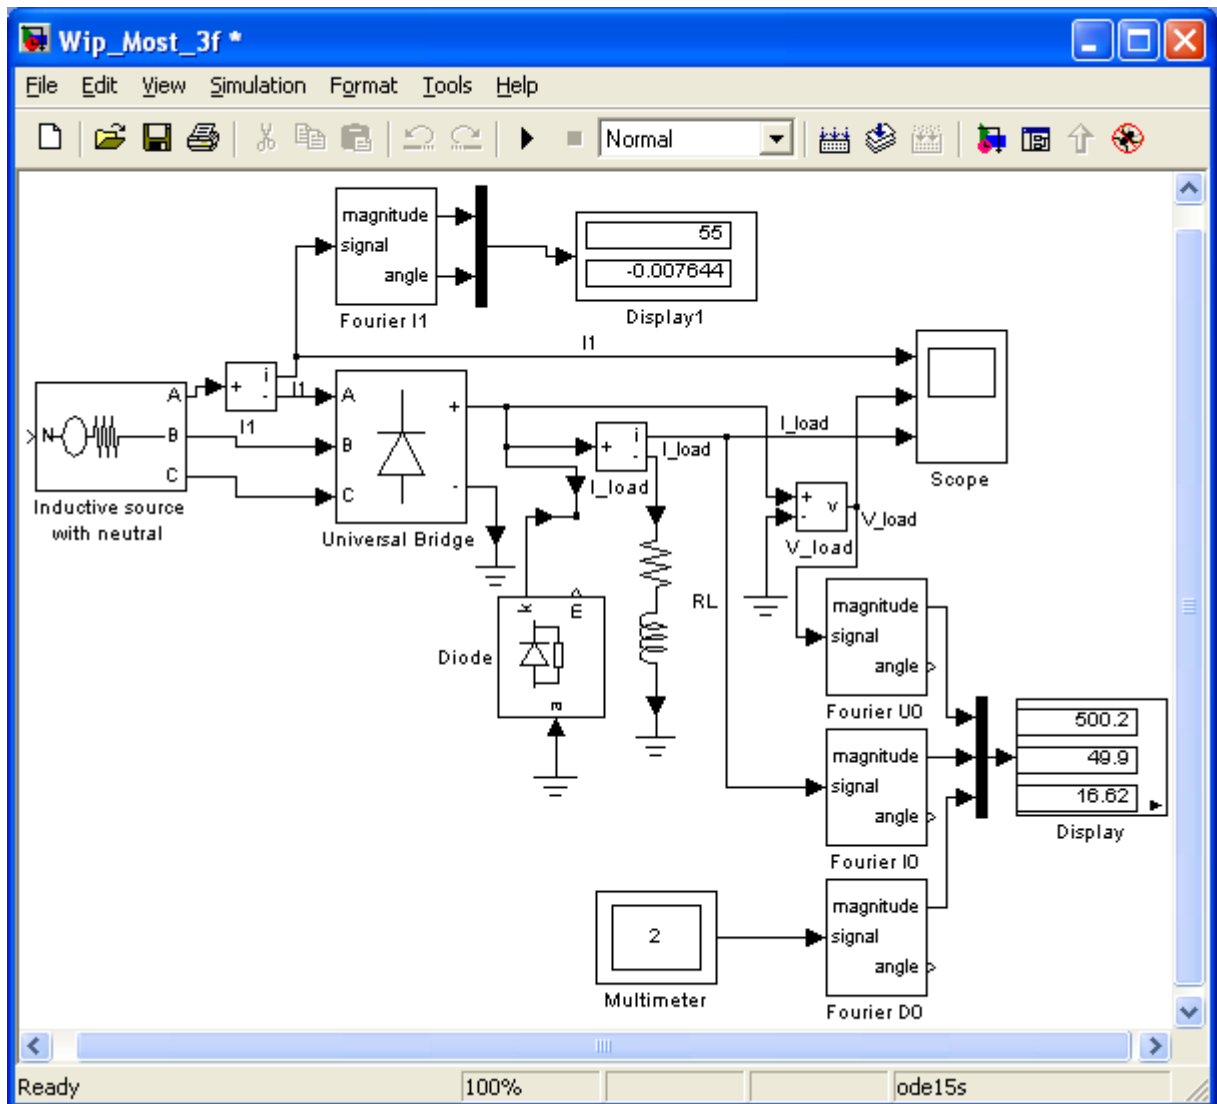 Wip_Most_3f *
File Edit View Simulation Format Tools Help
Normal
magnitude
signal
angle
Fourier I1
55
-0.007644
Display1
I1
A
B
C
N
Inductive source
with neutral
+
i
-
I1
I1
A
B
C
+
-
Universal Bridge
+
i
-
I_load
I_load
I_load
Scope
+
-
v
V_load
V_load
k
m
a
Diode
RL
magnitude
signal
angle
Fourier U0
magnitude
signal
angle
Fourier I0
500.2
49.9
16.62
Display
2
Multimeter
magnitude
signal
angle
Fourier D0
Ready 100% ode15s